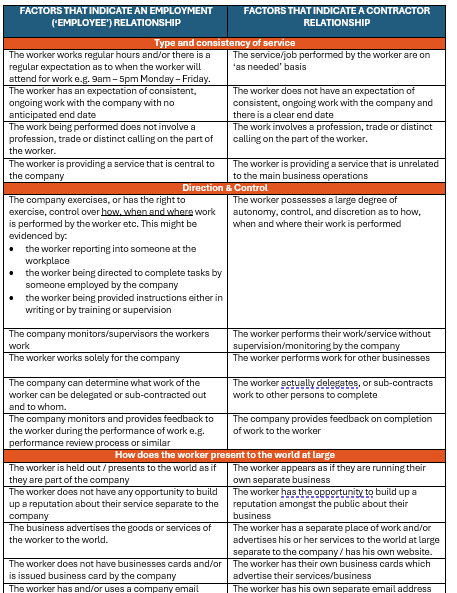 FACTORS THAT INDICATE AN EMPLOYMENT
('EMPLOYEE') RELATIONSHIP
FACTORS THAT INDICATE A CONTRACTOR
RELATIONSHIP
Type and consistency of service
The worker works regular hours and/or there is a
regular expectation as to when the worker will
attend for work e.g. 9am – 5pm Monday – Friday.
The service/job performed by the worker are on
'as needed' basis
The worker has an expectation of consistent,
ongoing work with the company with no
anticipated end date
The worker does not have an expectation of
consistent, ongoing work with the company and
there is a clear end date
The work being performed does not involve a
profession, trade or distinct calling on the part of
the worker.
The work involves a profession, trade or distinct
calling on the part of the worker.
The worker is providing a service that is central to
the company
The worker is providing a service that is unrelated
to the main business operations
Direction & Control
The company exercises, or has the right to
exercise, control over how, when and where work
is performed by the worker etc. This might be
evidenced by:
• the worker reporting into someone at the
workplace
• the worker being directed to complete tasks by
someone employed by the company
• the worker being provided instructions either in
writing or by training or supervision
The worker possesses a large degree of
autonomy, control, and discretion as to how,
when and where their work is performed
The company monitors/supervisors the workers
work
The worker performs their work/service without
supervision/monitoring by the company
The worker works solely for the company
The worker performs work for other businesses
The company can determine what work of the
worker can be delegated or sub-contracted out
and to whom.
The worker actually delegates, or sub-contracts
work to other persons to complete
The company monitors and provides feedback to
the worker during the performance of work e.g.
performance review process or similar
The company provides feedback on completion
of work to the worker
How does the worker present to the world at large
The worker is held out / presents to the world as if
they are part of the company
The worker appears as if they are running their
own separate business
The worker does not have any opportunity to build
up a reputation about their service separate to the
company
The worker has the opportunity to build up a
reputation amongst the public about their
business
The business advertises the goods or services of
the worker to the world.
The worker has a separate place of work and/or
advertises his or her services to the world at large
separate to the company / has his own website.
The worker does not have businesses cards and/or
is issued business card by the company
The worker has their own business cards which
advertise their services/business
The worker has and/or uses a company email
The worker has his own separate email address